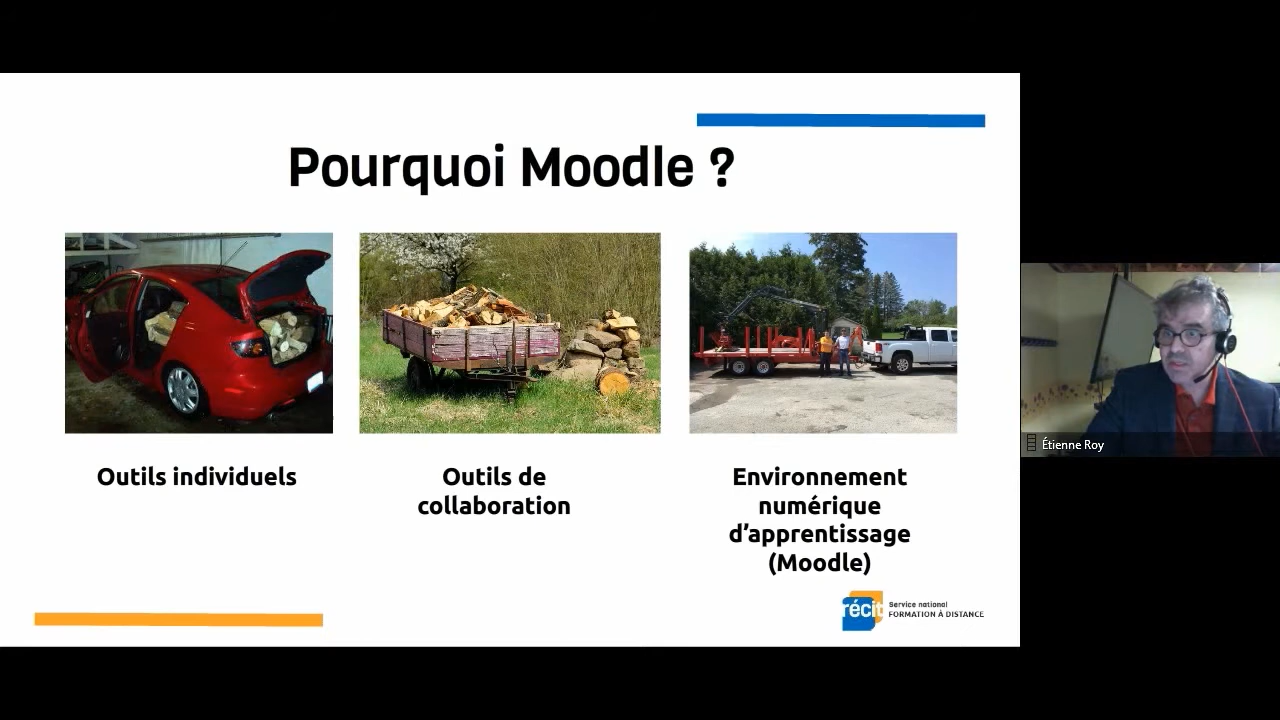 Pourquoi Moodle ?
Outils individuels
Outils de
collaboration
Environnement
numérique
d'apprentissage
(Moodle)
récit
Service national
FORMATION À DISTANCE
Étienne Roy